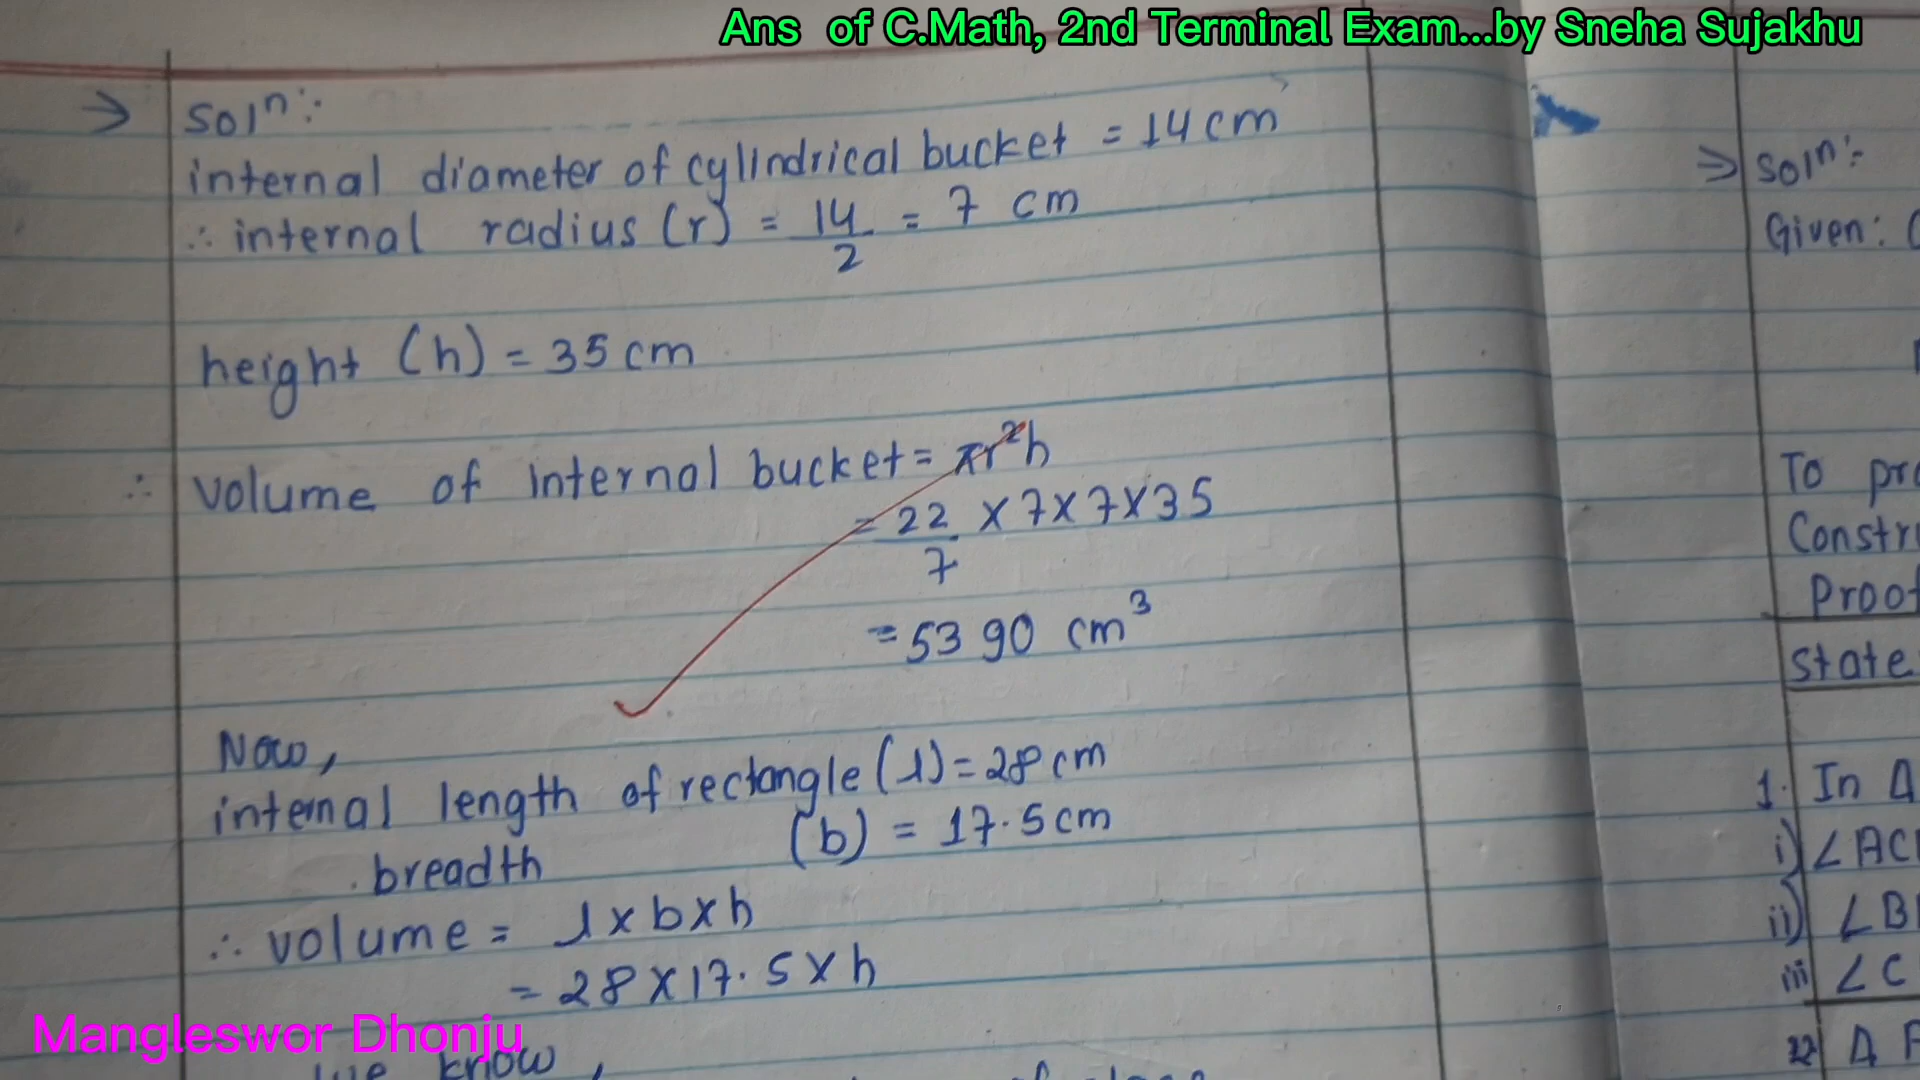 Ans of C.Math, 2nd Terminal Exam...by Sneha Sujakhu
⇒ Solⁿ:
internal diameter of cylindrical bucket = 14 cm
∴ internal radius (r) = 14/2 = 7 cm
height (h) = 35 cm
∴ volume of internal bucket = πr²h
= 22/7 × 7 × 7 × 35
= 5390 cm³
Now,
internal length of rectangle (l) = 28 cm
breadth (b) = 17.5 cm
∴ volume = l × b × h
= 28 × 17.5 × h
we know,
Mangleswor Dhonju
⇒ Solⁿ:
Given:
To
Proof
state
1. In Δ
i) ∠AC
ii) ∠B
iii ∠C
Δ